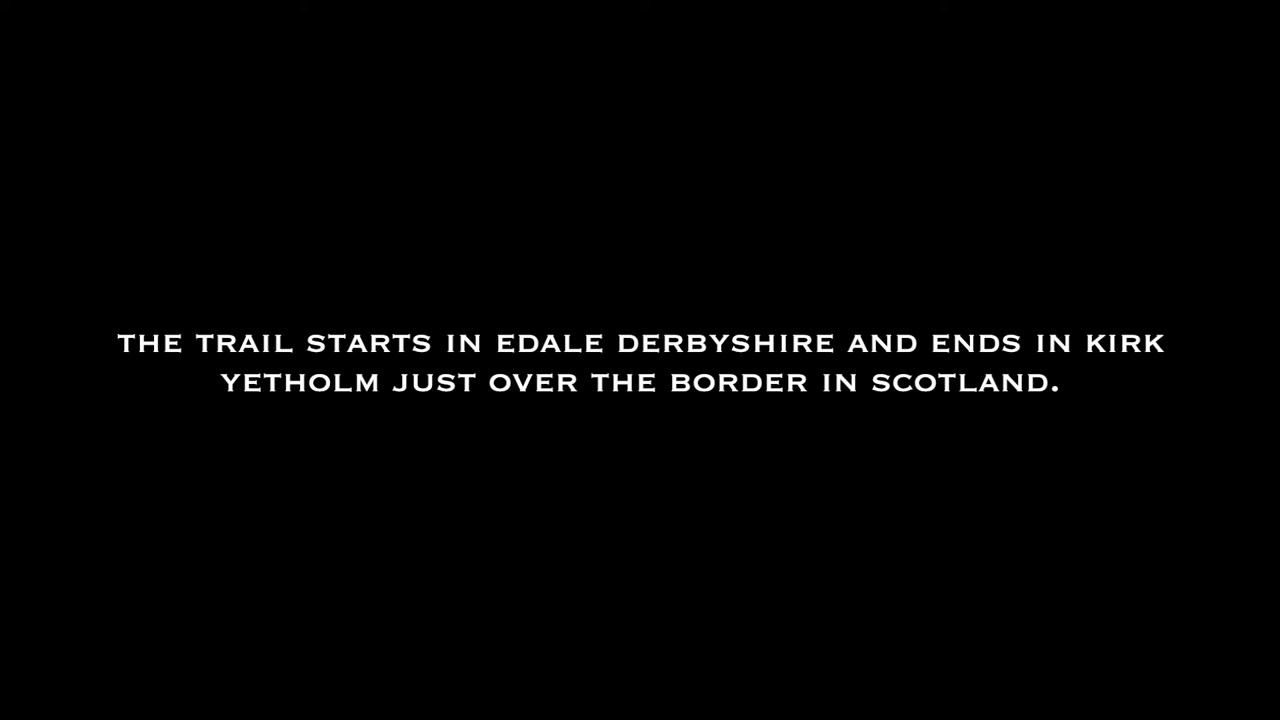 THE TRAIL STARTS IN EDALE DERBYSHIRE AND ENDS IN KIRK
YETHOLM JUST OVER THE BORDER IN SCOTLAND.